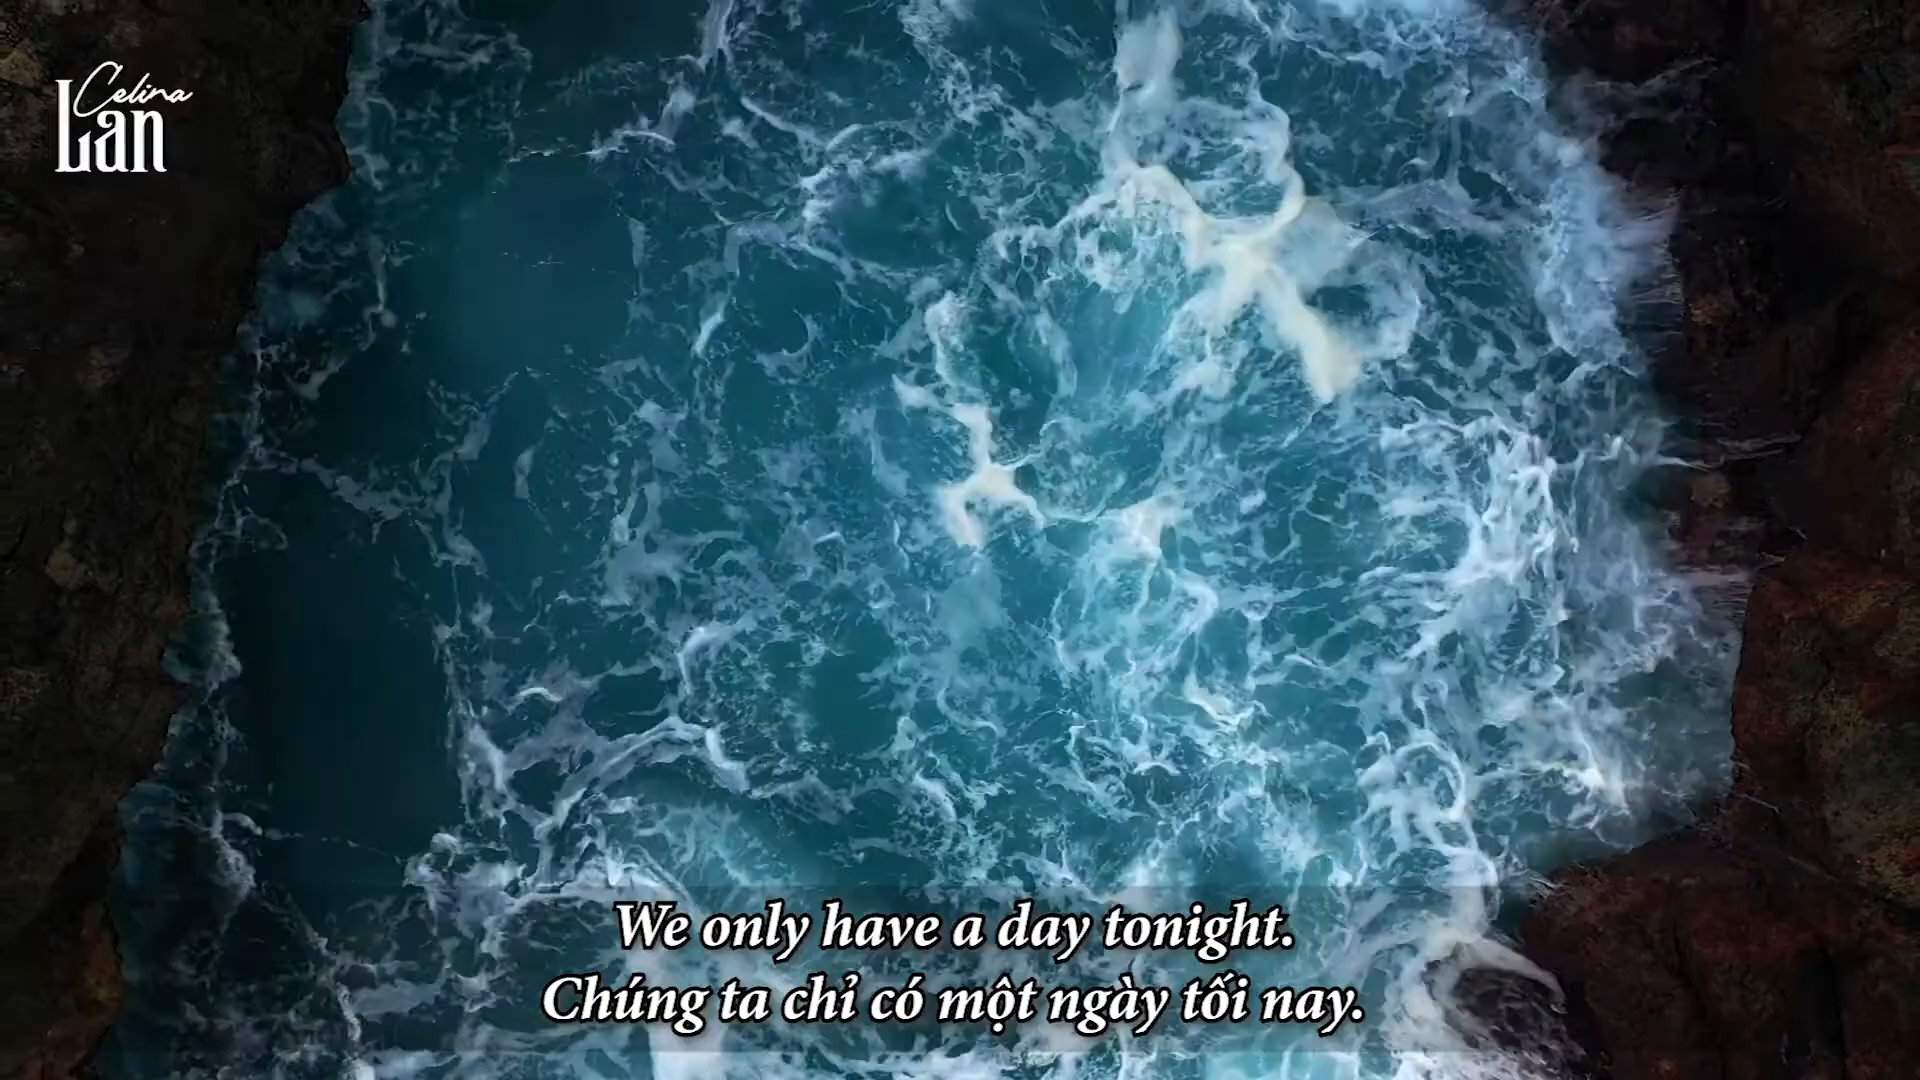 Celina
Lan
We only have a day tonight.
Chúng ta chỉ có một ngày tối nay.